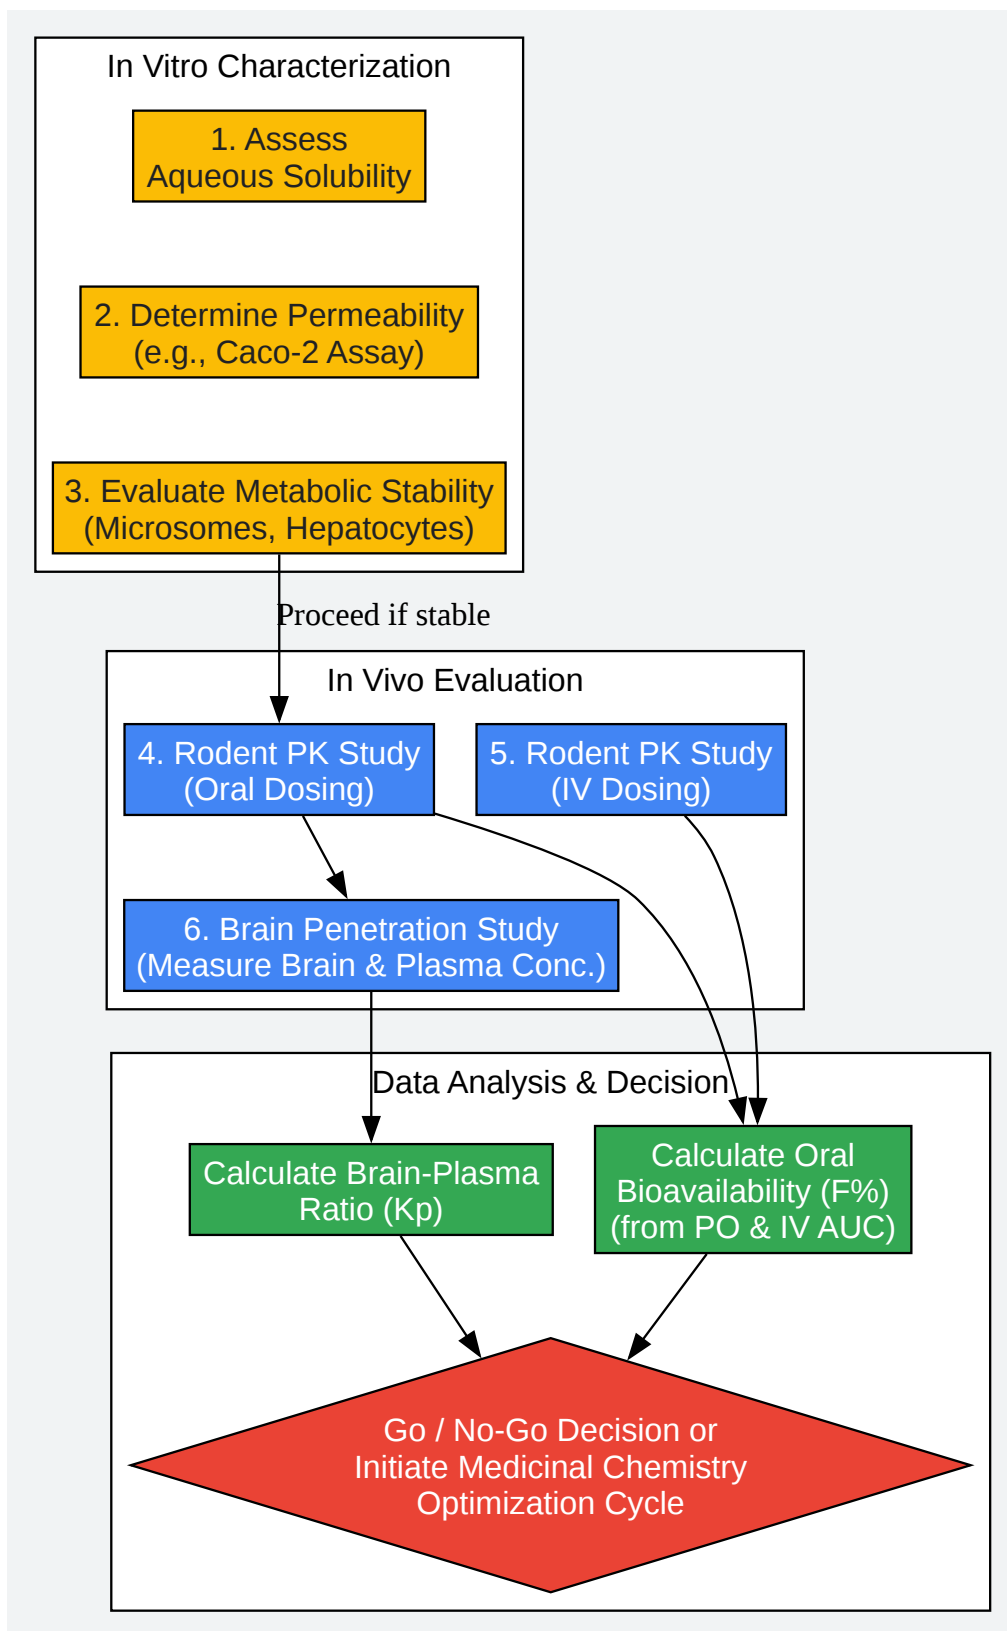 In Vitro Characterization
1. Assess
Aqueous Solubility
2. Determine Permeability
(e.g., Caco-2 Assay)
3. Evaluate Metabolic Stability
(Microsomes, Hepatocytes)
Proceed if stable
In Vivo Evaluation
4. Rodent PK Study
(Oral Dosing)
5. Rodent PK Study
(IV Dosing)
6. Brain Penetration Study
(Measure Brain & Plasma Conc.)
Data Analysis & Decision
Calculate Brain-Plasma
Ratio (Kp)
Calculate Oral
Bioavailability (F%)
(from PO & IV AUC)
Go / No-Go Decision or
Initiate Medicinal Chemistry
Optimization Cycle